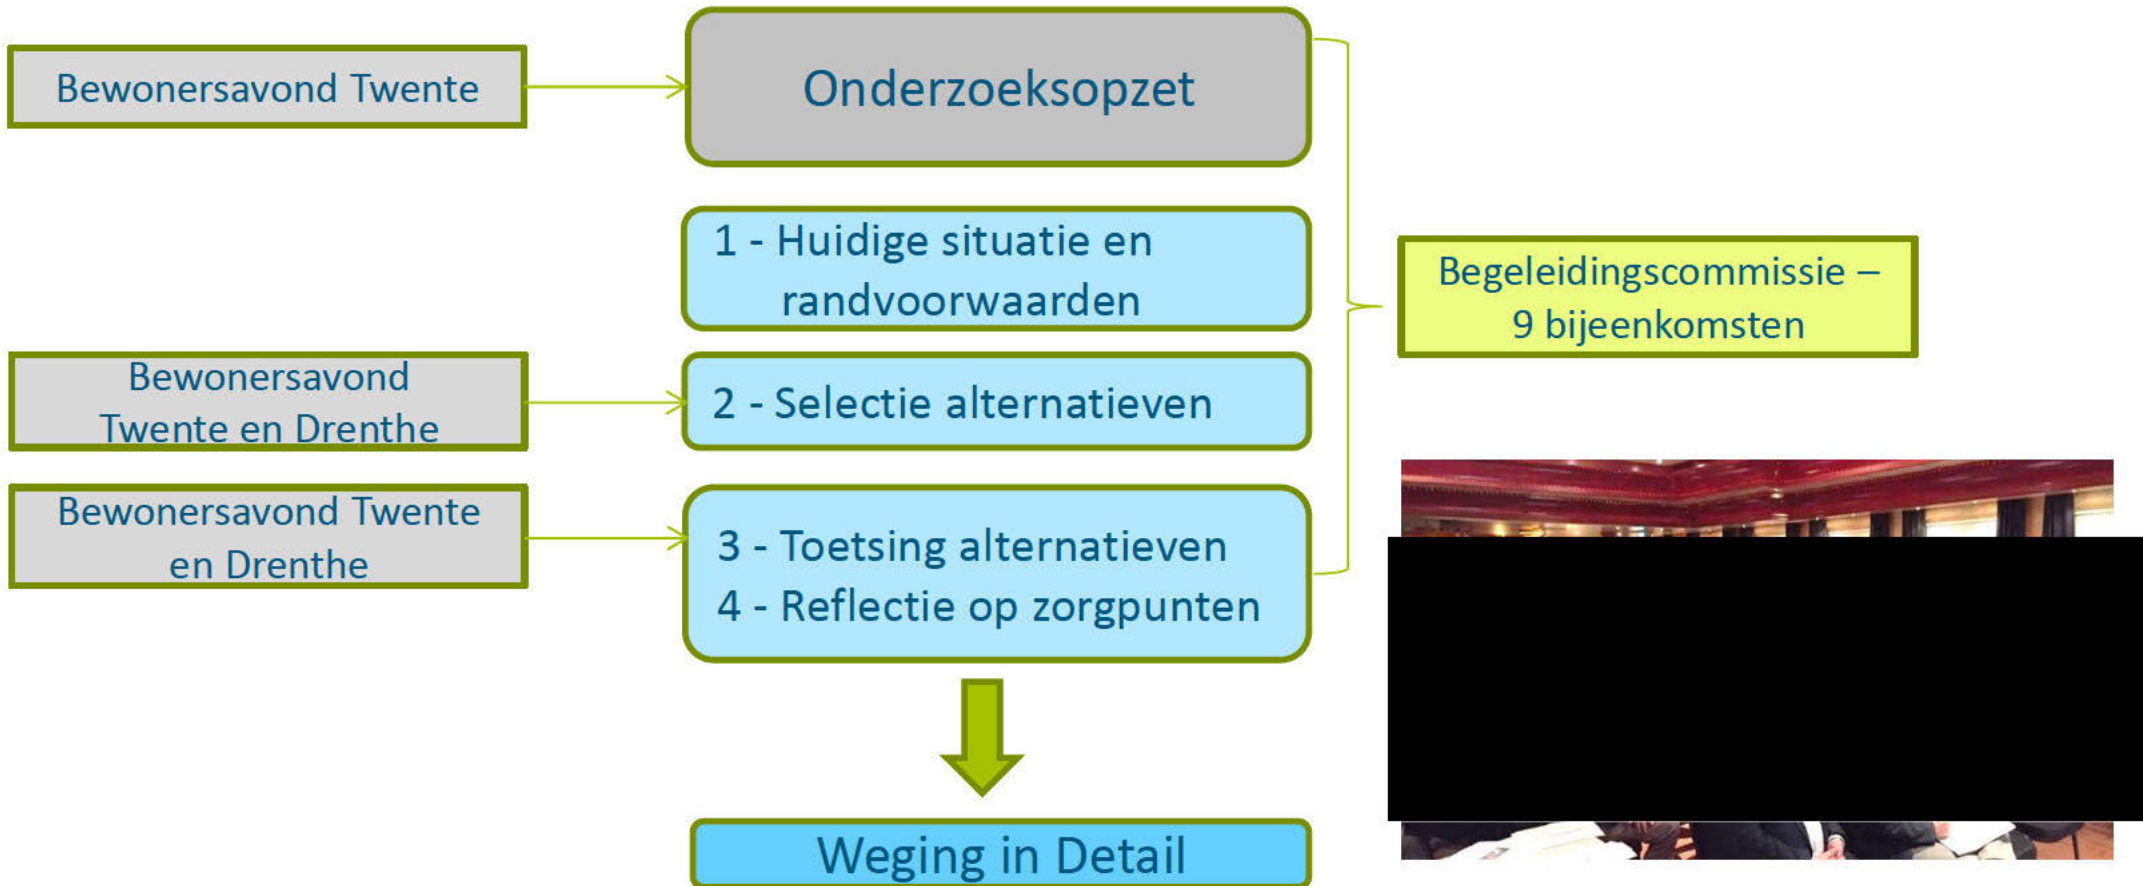 Bewonersavond Twente
Onderzoeksopzet
1 - Huidige situatie en
randvoorwaarden
Begeleidingscommissie –
9 bijeenkomsten
Bewonersavond
Twente en Drenthe
2 - Selectie alternatieven
Bewonersavond Twente
en Drenthe
3 - Toetsing alternatieven
4 - Reflectie op zorgpunten
Weging in Detail